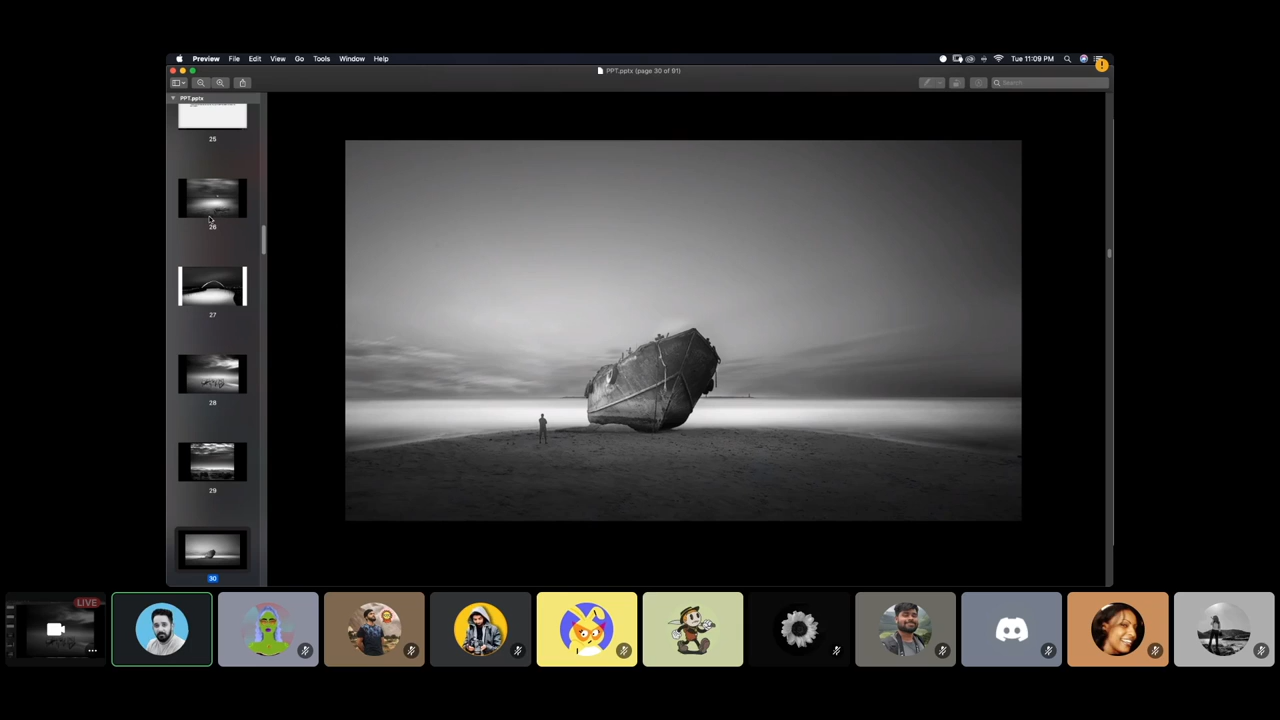 Preview File Edit View Go Tools Window Help
Tue 11:09 PM
PPT.pptx (page 30 of 91)
Search
PPT.pptx
25
26
27
28
29
30
LIVE